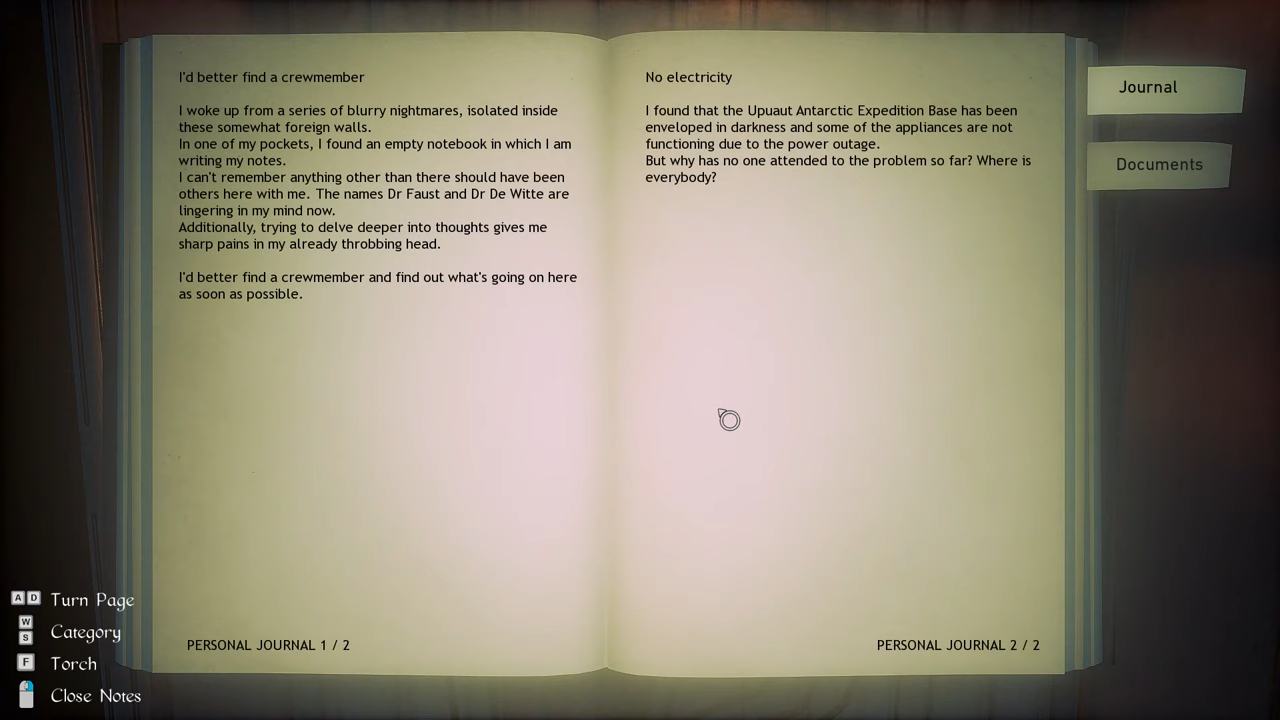 I'd better find a crewmember
I woke up from a series of blurry nightmares, isolated inside
these somewhat foreign walls.
In one of my pockets, I found an empty notebook in which I am
writing my notes.
I can't remember anything other than there should have been
others here with me. The names Dr Faust and Dr De Witte are
lingering in my mind now.
Additionally, trying to delve deeper into thoughts gives me
sharp pains in my already throbbing head.
I'd better find a crewmember and find out what's going on here
as soon as possible.
PERSONAL JOURNAL 1 / 2
No electricity
I found that the Upuaut Antarctic Expedition Base has been
enveloped in darkness and some of the appliances are not
functioning due to the power outage.
But why has no one attended to the problem so far? Where is
everybody?
PERSONAL JOURNAL 2 / 2
Journal
Documents
A D Turn Page
W S Category
F Torch
Close Notes